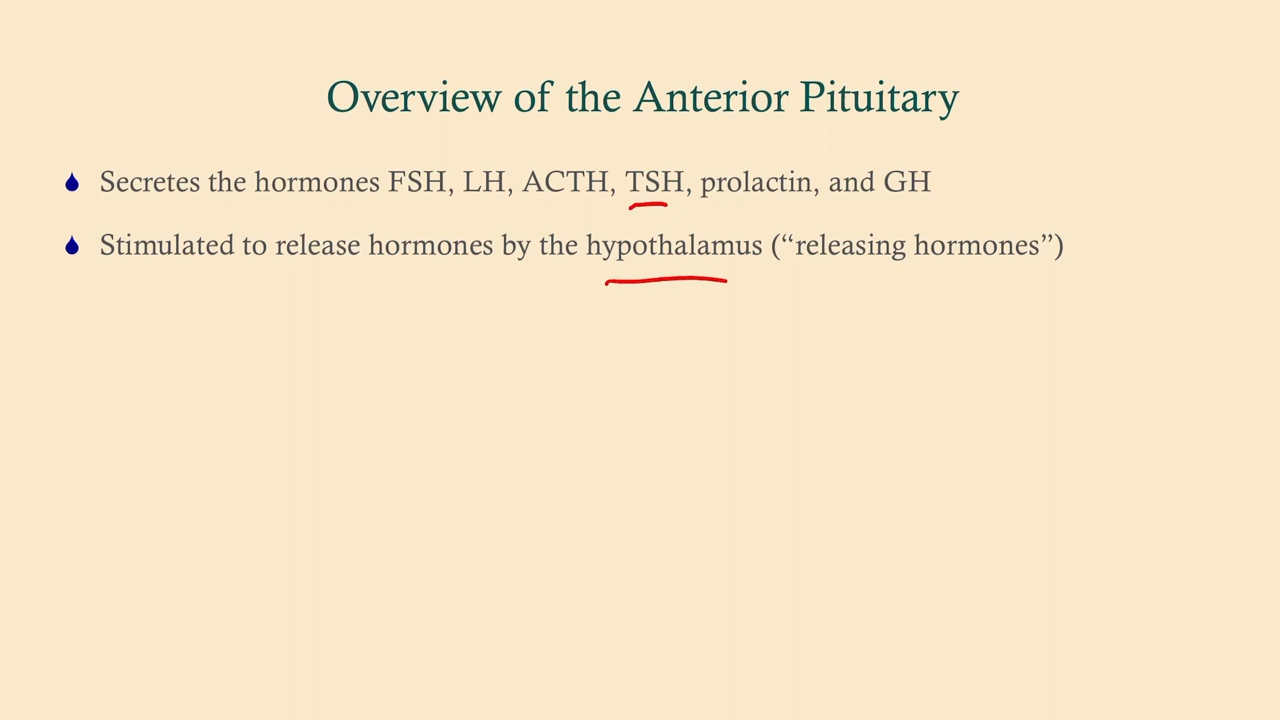 Overview of the Anterior Pituitary
Secretes the hormones FSH, LH, ACTH, TSH, prolactin, and GH
Stimulated to release hormones by the hypothalamus (“releasing hormones”)